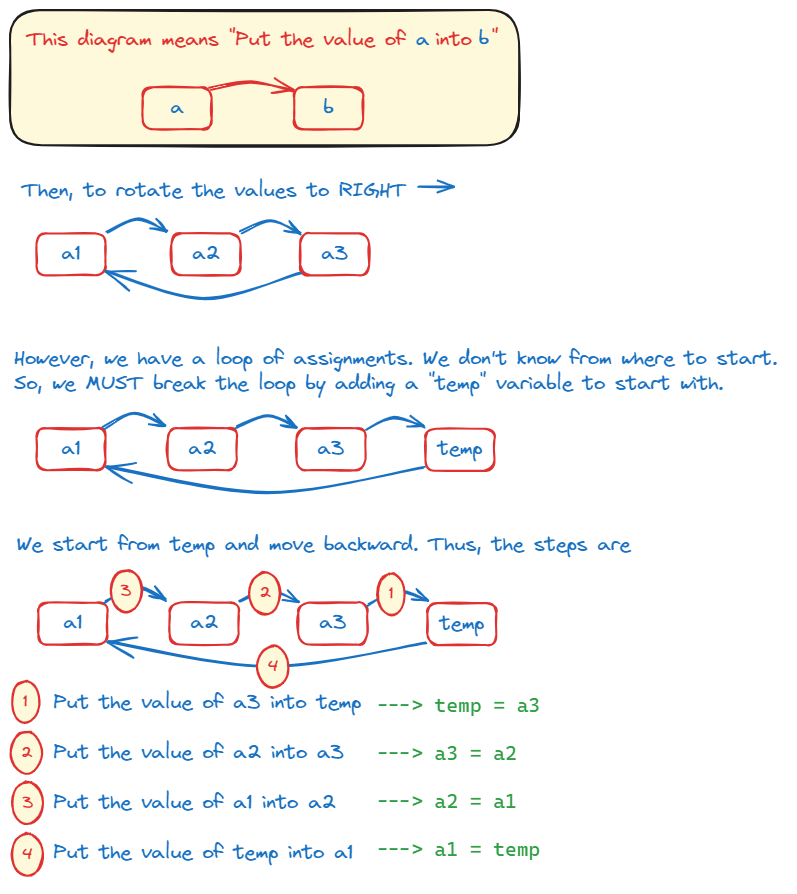 This diagram means "Put the value of a into b"
a b
Then, to rotate the values to RIGHT
a1 a2 a3
However, we have a loop of assignments. We don't know from where to start.
So, we MUST break the loop by adding a "temp" variable to start with.
a1 a2 a3 temp
We start from temp and move backward. Thus, the steps are
3 2 1
a1 a2 a3 temp
4
1 Put the value of a3 into temp ---> temp = a3
2 Put the value of a2 into a3 ---> a3 = a2
3 Put the value of a1 into a2 ---> a2 = a1
4 Put the value of temp into a1 ---> a1 = temp